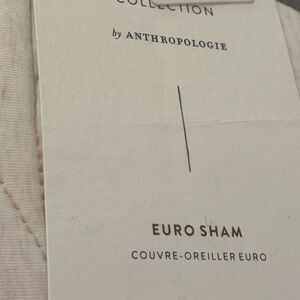 COLLECTION
by ANTHROPOLOGIE
EURO SHAM
COUVRE-OREILLER EURO